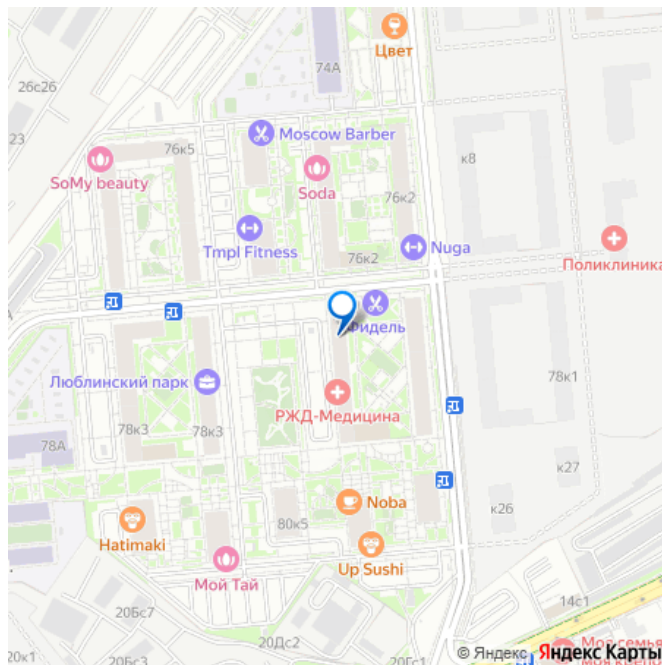 Цвет
74А
26с26
23
Moscow Barber
76к5
к8
SoMy beauty
Soda
76к2
Tmpl Fitness
Nuga
76к2
Поликлиника
Фидель
Люблинский парк
78к1
РЖД-Медицина
78к3
78к3
78А
к27
Noba
к26
80к5
Hatimaki
Up Sushi
Мой Тай
14с1
20Бс7
20Дс2
Моя семья
20к1
20Гс1
© Яндекс Яндекс Карты